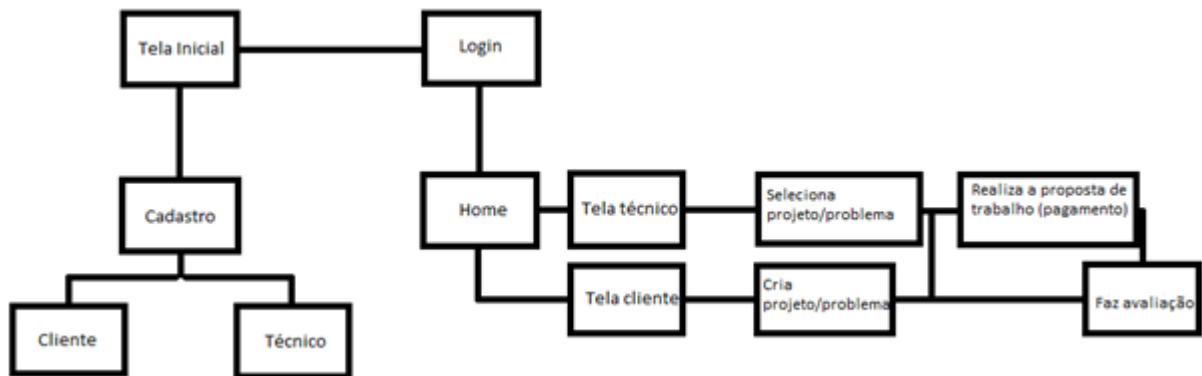 Tela Inicial
Login
Cadastro
Cliente
Técnico
Home
Tela técnico
Seleciona
projeto/problema
Realiza a proposta de
trabalho (pagamento)
Tela cliente
Cria
projeto/problema
Faz avaliação